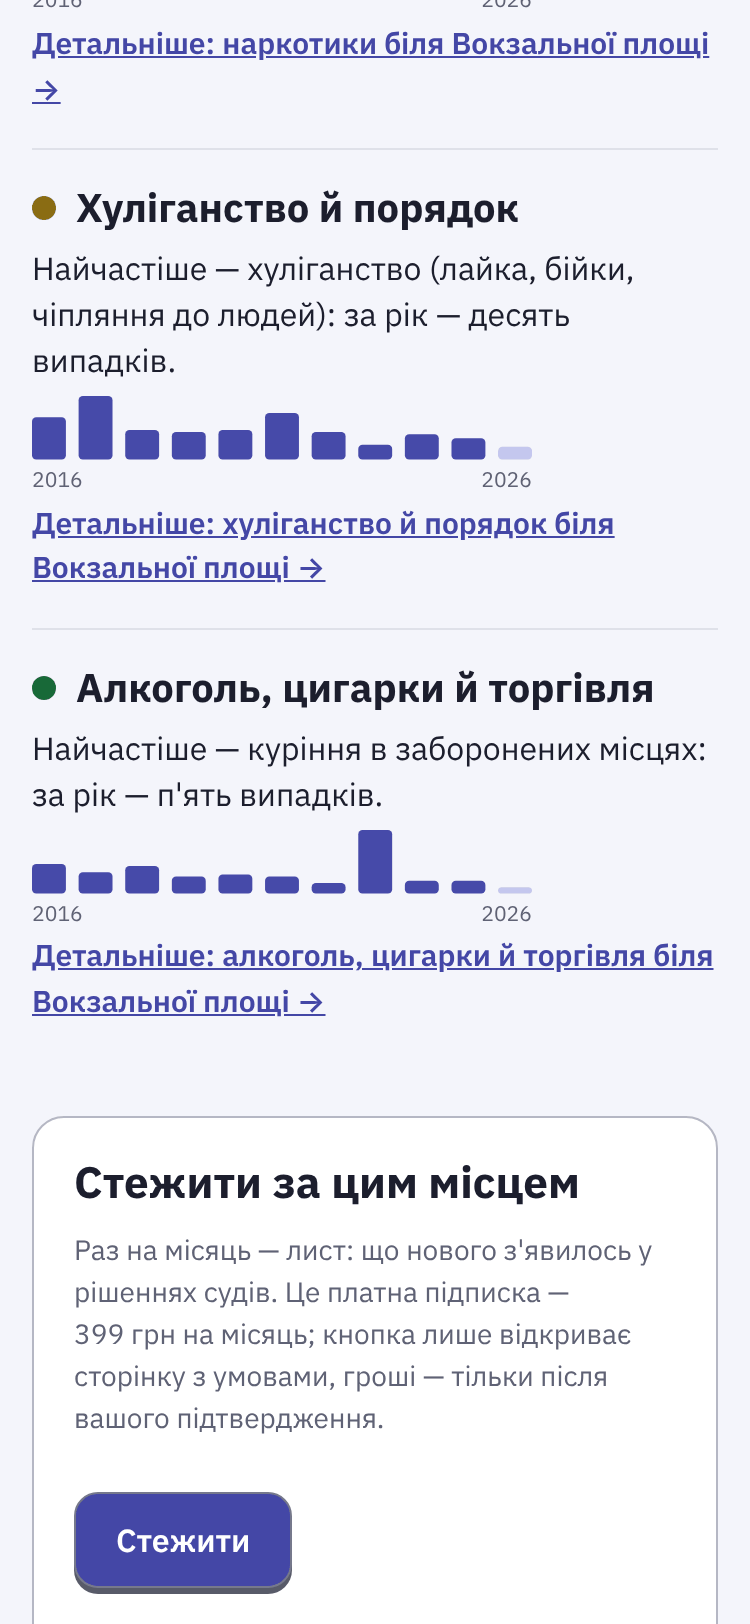 2016 2026
Детальніше: наркотики біля Вокзальної площі
→
Хуліганство й порядок
Найчастіше — хуліганство (лайка, бійки,
чіпляння до людей): за рік — десять
випадків.
2016 2026
Детальніше: хуліганство й порядок біля
Вокзальної площі →
Алкоголь, цигарки й торгівля
Найчастіше — куріння в заборонених місцях:
за рік — п'ять випадків.
2016 2026
Детальніше: алкоголь, цигарки й торгівля біля
Вокзальної площі →
Стежити за цим місцем
Раз на місяць — лист: що нового з'явилось у
рішеннях судів. Це платна підписка —
399 грн на місяць; кнопка лише відкриває
сторінку з умовами, гроші — тільки після
вашого підтвердження.
Стежити